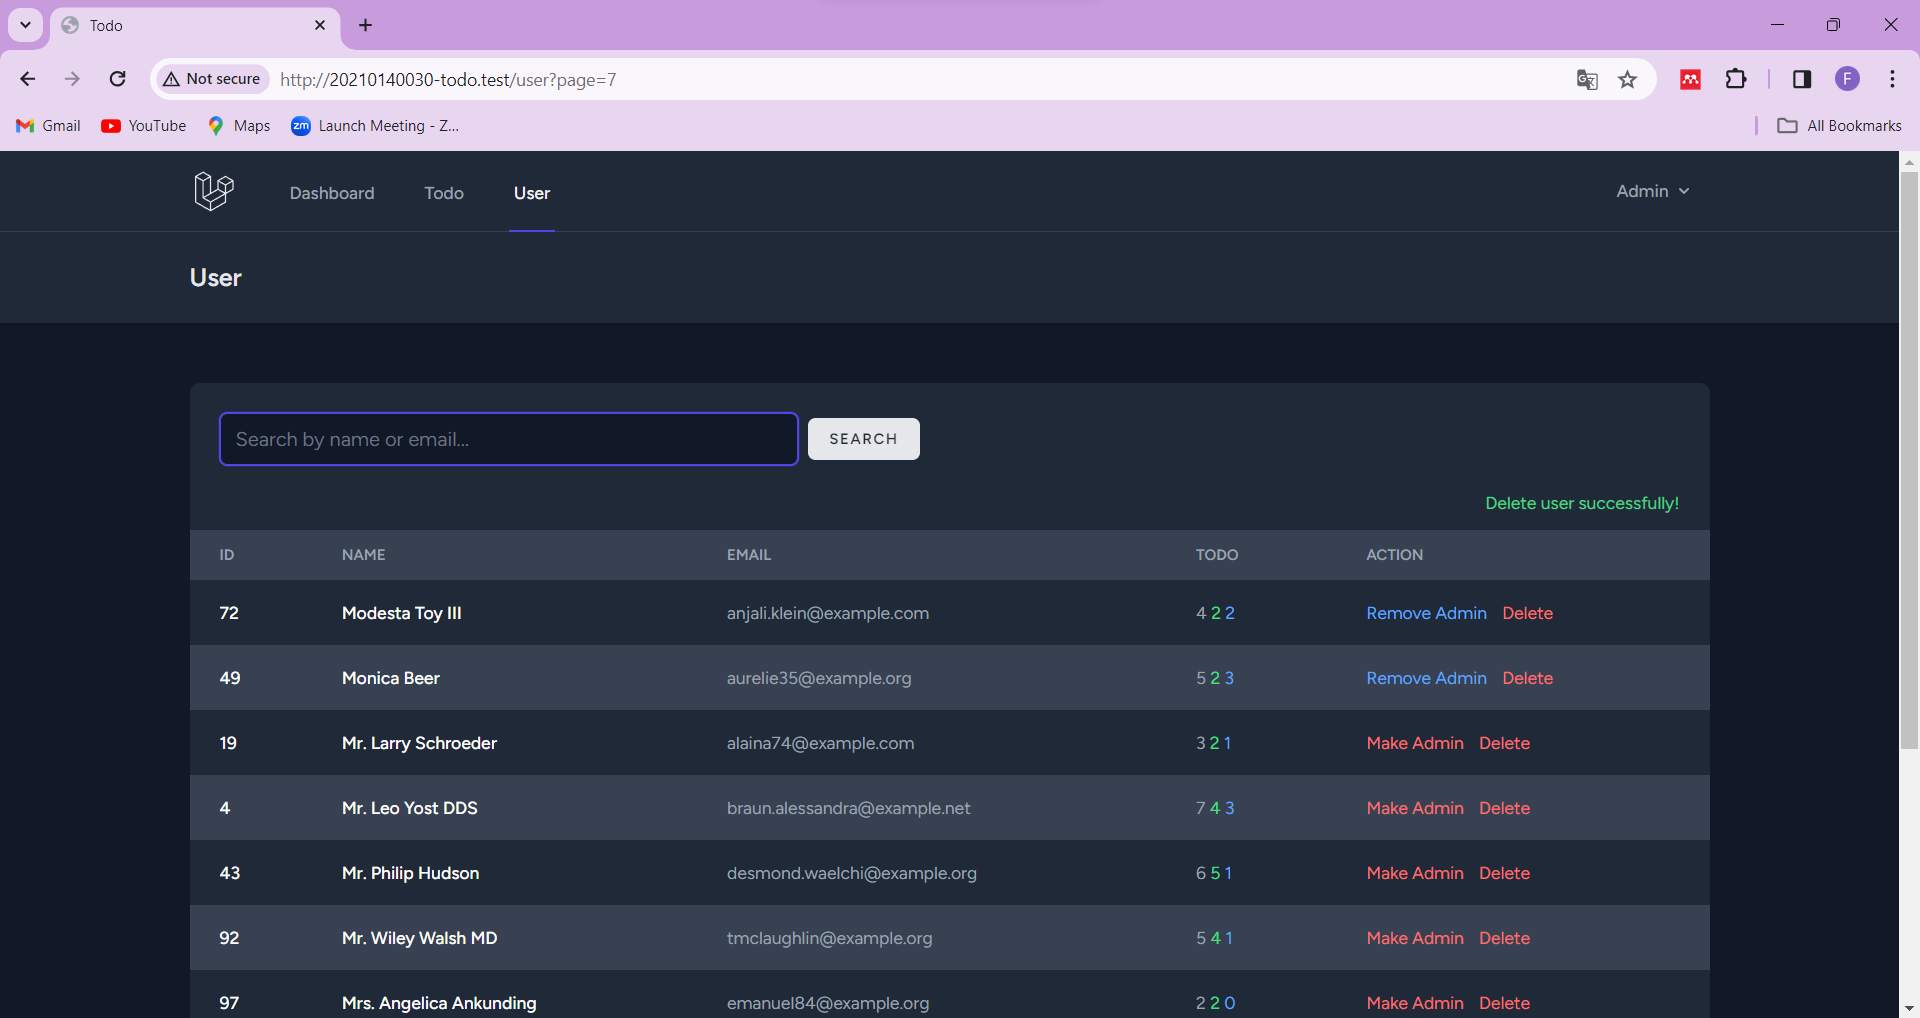 Todo
Not secure http://20210140030-todo.test/user?page=7 F
Gmail YouTube Maps zm Launch Meeting - Z... All Bookmarks
Dashboard Todo User Admin
User
Search by name or email... SEARCH
Delete user successfully!
ID NAME EMAIL TODO ACTION
72 Modesta Toy III anjali.klein@example.com 4 2 2 Remove Admin Delete
49 Monica Beer aurelie35@example.org 5 2 3 Remove Admin Delete
19 Mr. Larry Schroeder alaina74@example.com 3 2 1 Make Admin Delete
4 Mr. Leo Yost DDS braun.alessandra@example.net 7 4 3 Make Admin Delete
43 Mr. Philip Hudson desmond.waelchi@example.org 6 5 1 Make Admin Delete
92 Mr. Wiley Walsh MD tmclaughlin@example.org 5 4 1 Make Admin Delete
97 Mrs. Angelica Ankunding emanuel84@example.org 2 2 0 Make Admin Delete